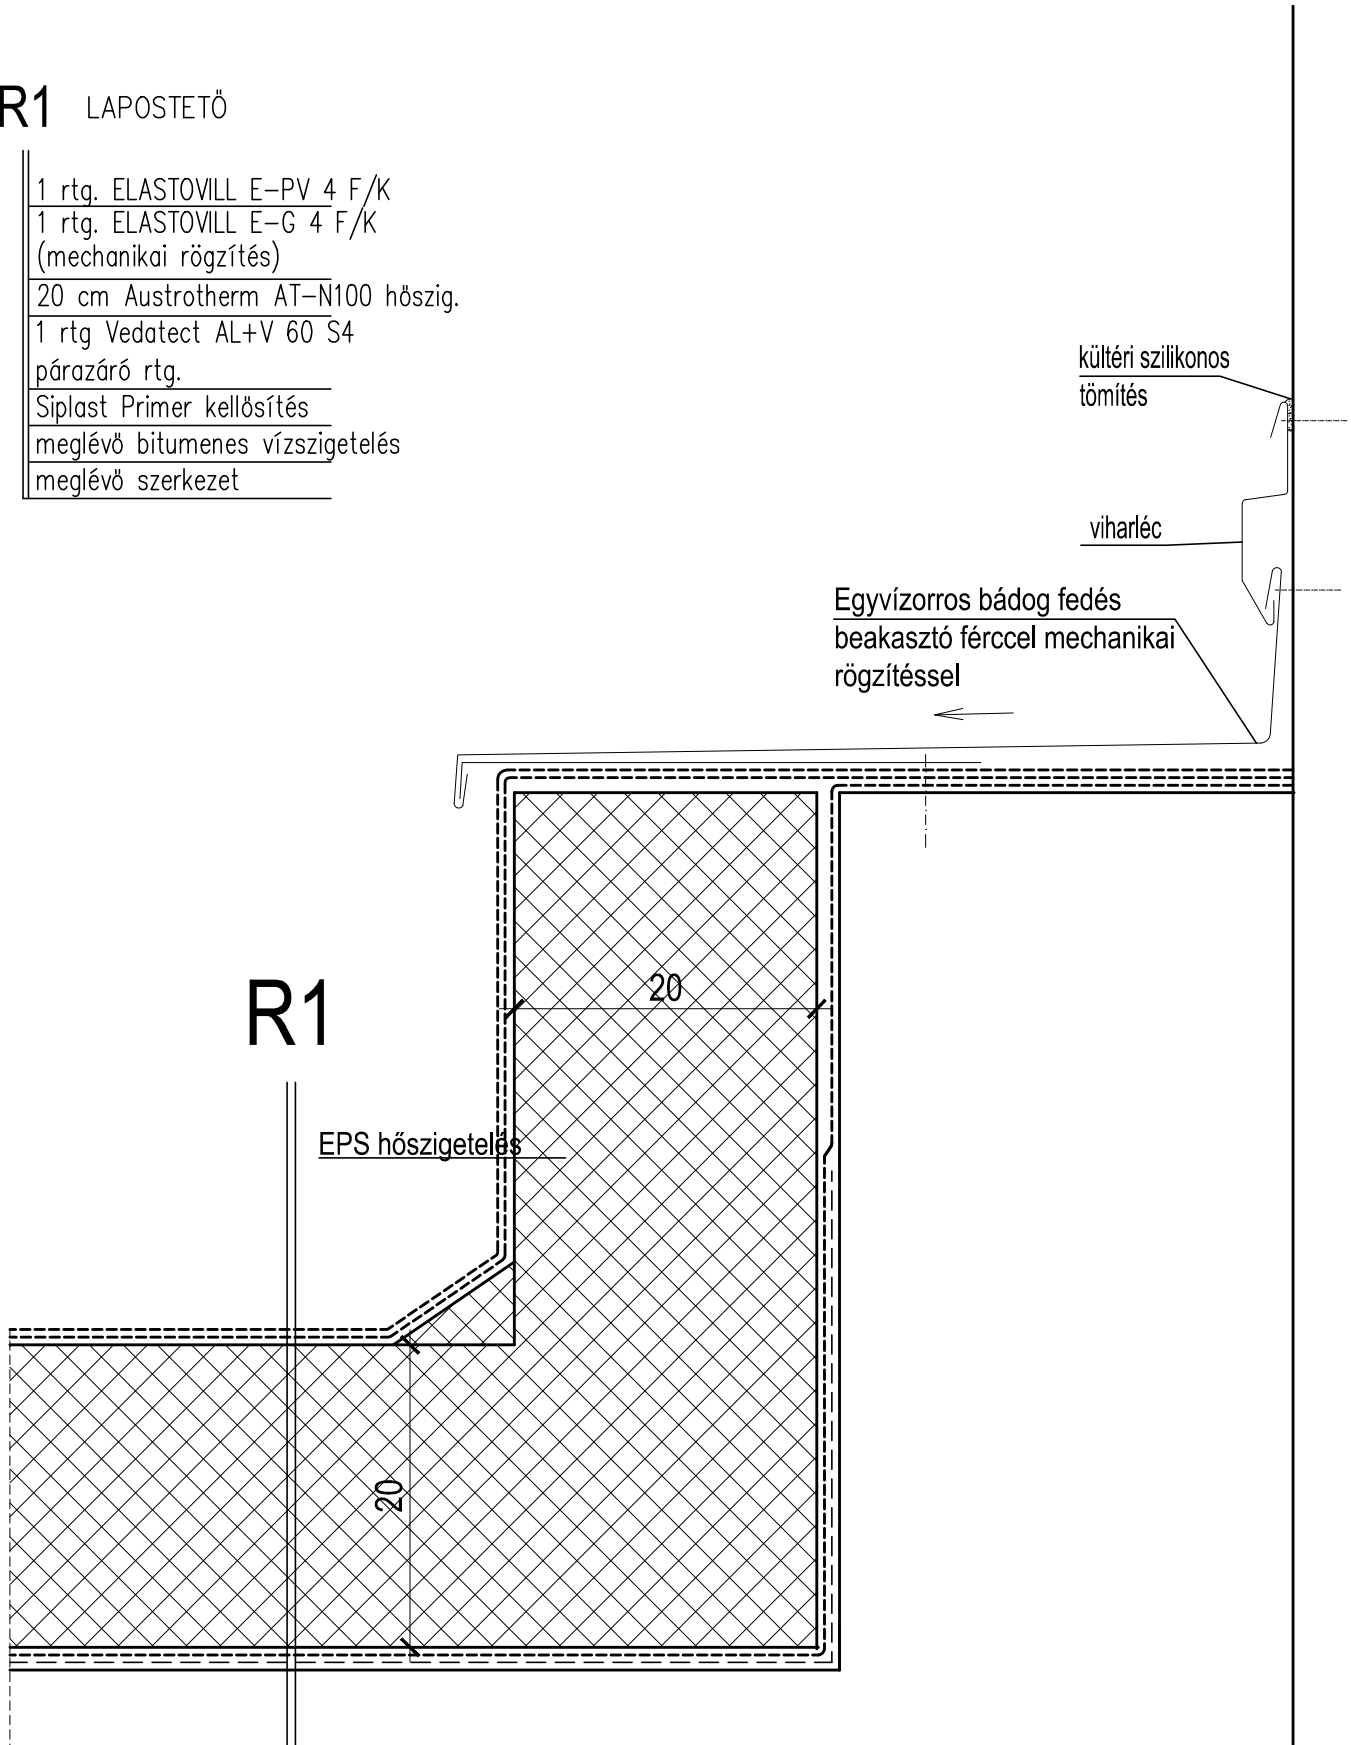 R1 LAPOSTETŐ
1 rtg. ELASTOVILL E-PV 4 F/K
1 rtg. ELASTOVILL E-G 4 F/K
(mechanikai rögzítés)
20 cm Austrotherm AT-N100 hőszig.
1 rtg Vedatect AL+V 60 S4
párazáró rtg.
Siplast Primer kellősítés
meglévő bitumenes vízszigetelés
meglévő szerkezet
kültéri szilikonos
tömítés
viharléc
Egyvízorros bádog fedés
beakasztó férccel mechanikai
rögzítéssel
20
R1
EPS hőszigetelés
20